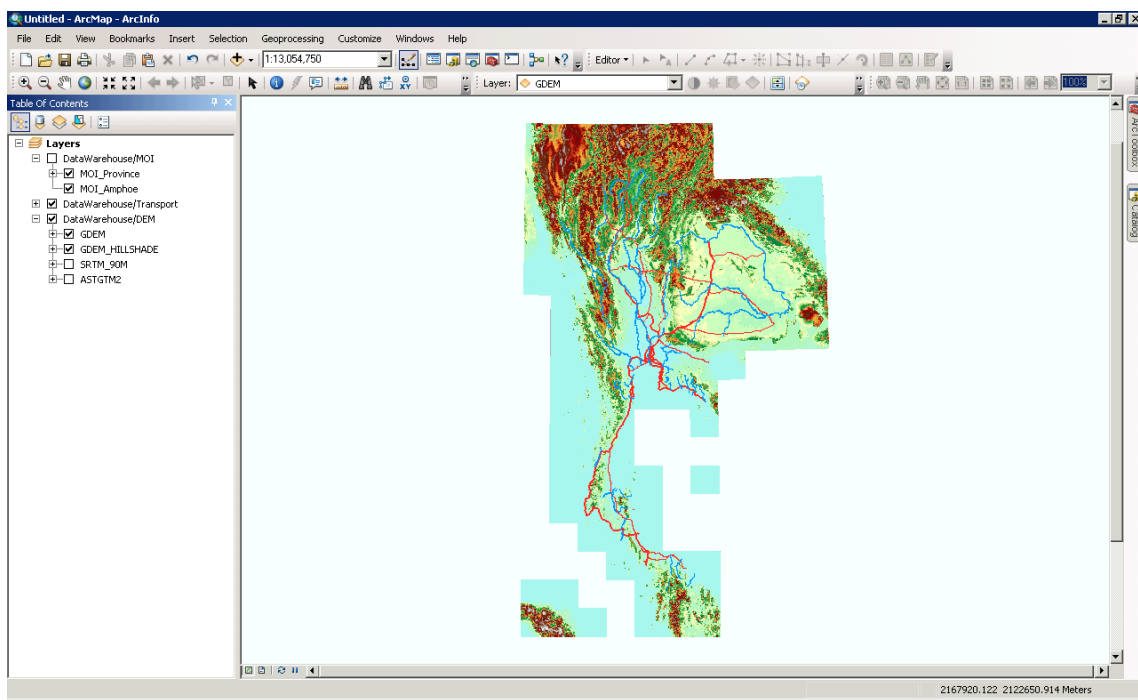 Untitled - ArcMap - ArcInfo
File Edit View Bookmarks Insert Selection Geoprocessing Customize Windows Help
1:13,054,750
Editor
Layer: GDEM
100%
Table Of Contents
Layers
DataWarehouse/MOI
MOI_Province
MOI_Amphoe
DataWarehouse/Transport
DataWarehouse/DEM
GDEM
GDEM_HILLSHADE
SRTM_90M
ASTGTM2
ArcToolbox
Catalog
2167920.122 2122650.914 Meters